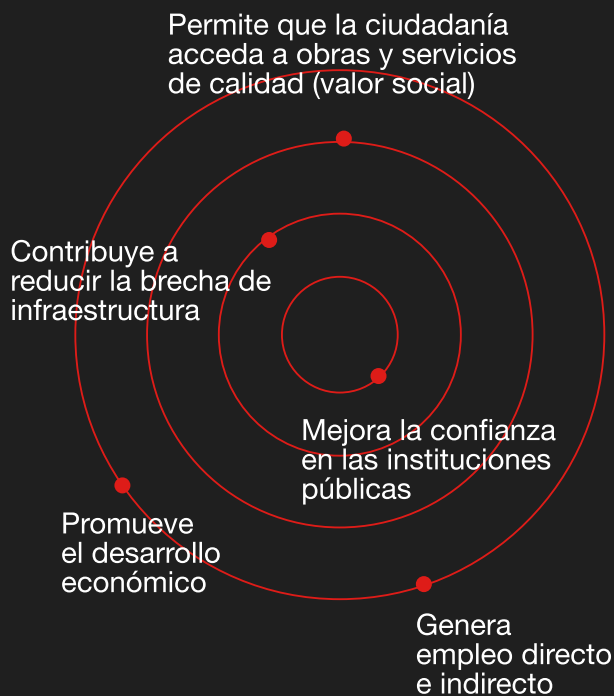 Permite que la ciudadanía
acceda a obras y servicios
de calidad (valor social)
Contribuye a
reducir la brecha de
infraestructura
Mejora la confianza
en las instituciones
públicas
Promueve
el desarrollo
económico
Genera
empleo directo
e indirecto